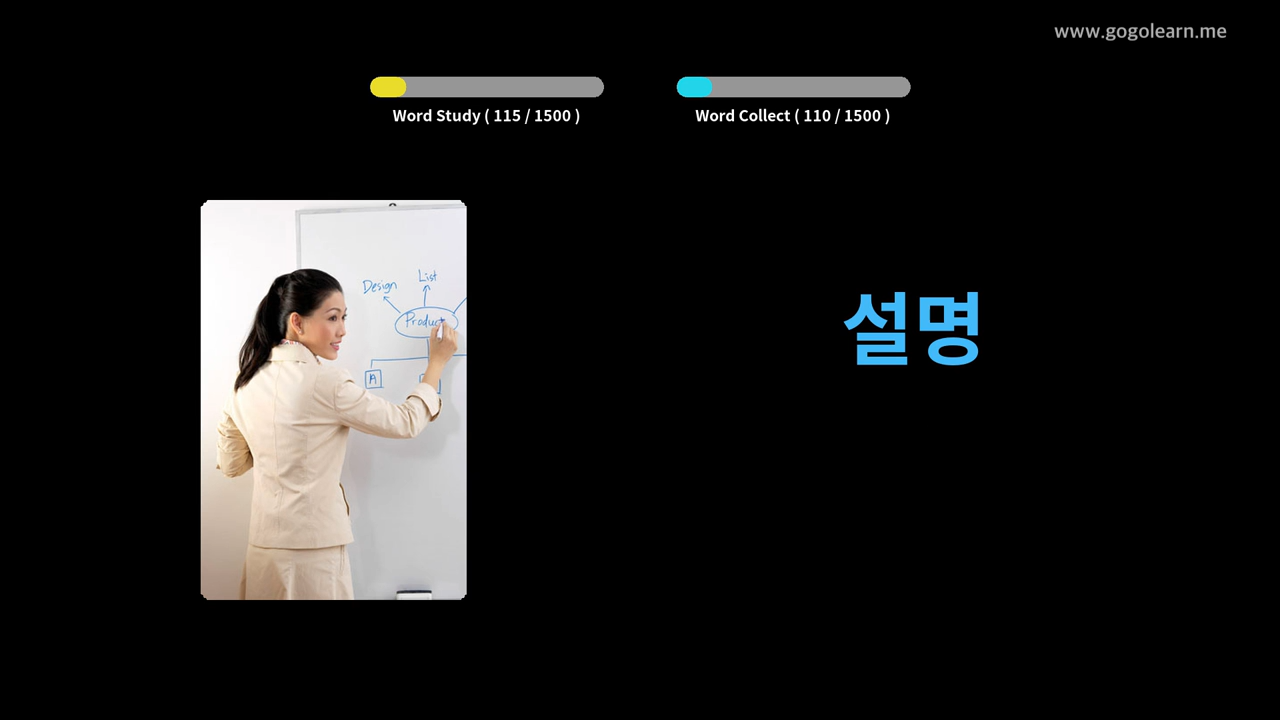 www.gogolearn.me
Word Study ( 115 / 1500 )
Word Collect ( 110 / 1500 )
설명
List
Design
Product
A